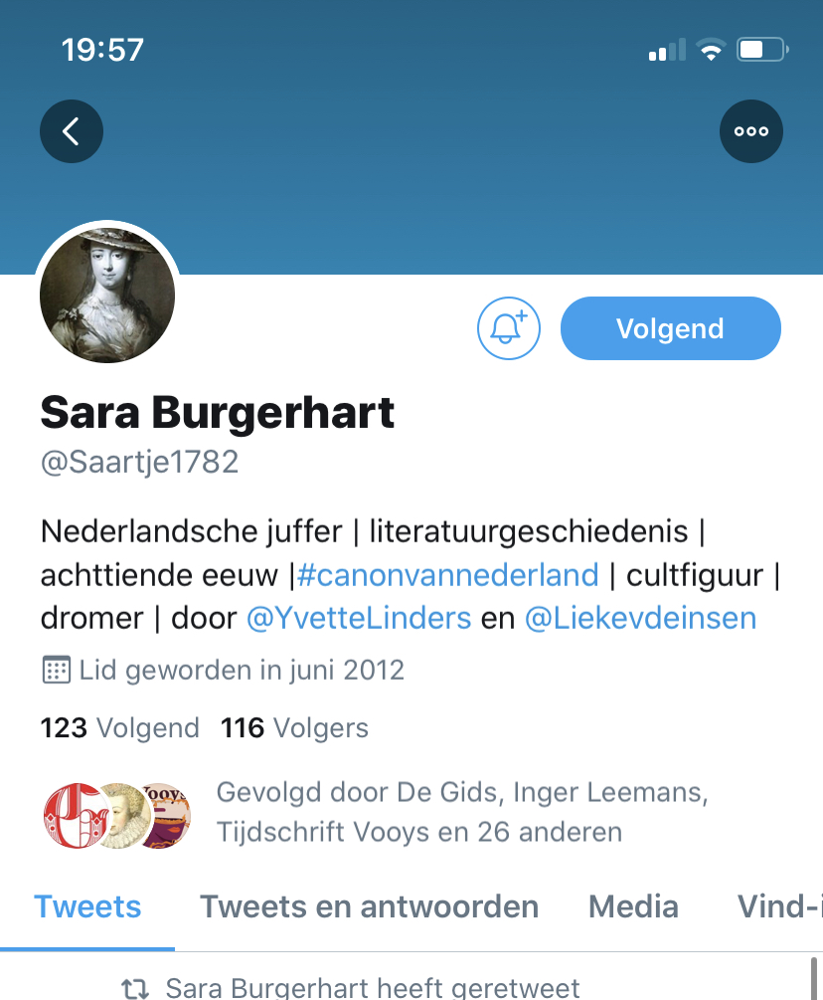 19:57
Volgend
Sara Burgerhart
@Saartje1782
Nederlandsche juffer | literatuurgeschiedenis |
achttiende eeuw |#canonvannederland | cultfiguur |
dromer | door @YvetteLinders en @Liekevdeinsen
Lid geworden in juni 2012
123 Volgend 116 Volgers
Vooys
Gevolgd door De Gids, Inger Leemans,
Tijdschrift Vooys en 26 anderen
Tweets Tweets en antwoorden Media Vind-i
Sara Burgerhart heeft geretweet